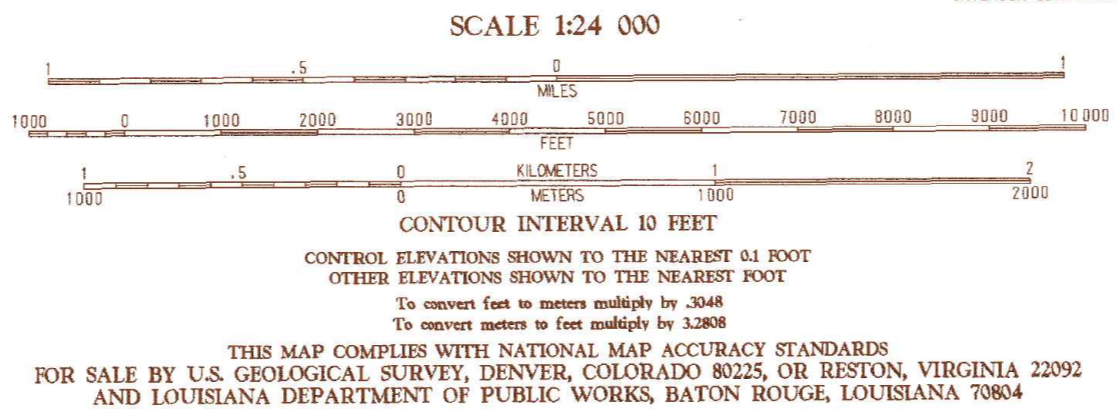 SCALE 1:24 000
1 .5 0 1
MILES
1000 0 1000 2000 3000 4000 5000 6000 7000 8000 9000 10 000
FEET
1 .5 0 KILOMETERS 1 2
1000 0 METERS 1000 2000
CONTOUR INTERVAL 10 FEET
CONTROL ELEVATIONS SHOWN TO THE NEAREST 0.1 FOOT
OTHER ELEVATIONS SHOWN TO THE NEAREST FOOT
To convert feet to meters multiply by .3048
To convert meters to feet multiply by 3.2808
THIS MAP COMPLIES WITH NATIONAL MAP ACCURACY STANDARDS
FOR SALE BY U.S. GEOLOGICAL SURVEY, DENVER, COLORADO 80225, OR RESTON, VIRGINIA 22092
AND LOUISIANA DEPARTMENT OF PUBLIC WORKS, BATON ROUGE, LOUISIANA 70804